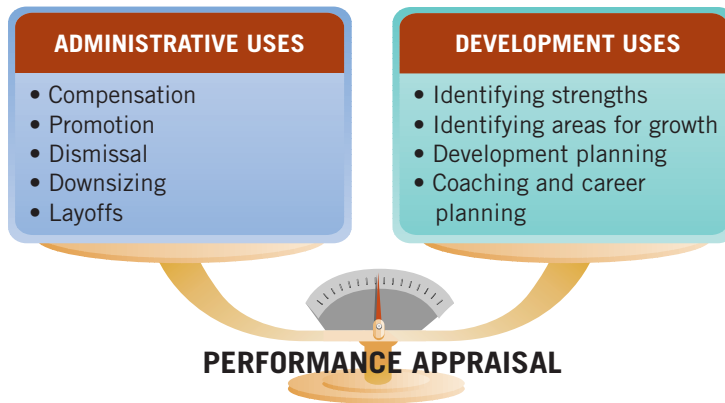 ADMINISTRATIVE USES
• Compensation
• Promotion
• Dismissal
• Downsizing
• Layoffs
DEVELOPMENT USES
• Identifying strengths
• Identifying areas for growth
• Development planning
• Coaching and career
planning
PERFORMANCE APPRAISAL